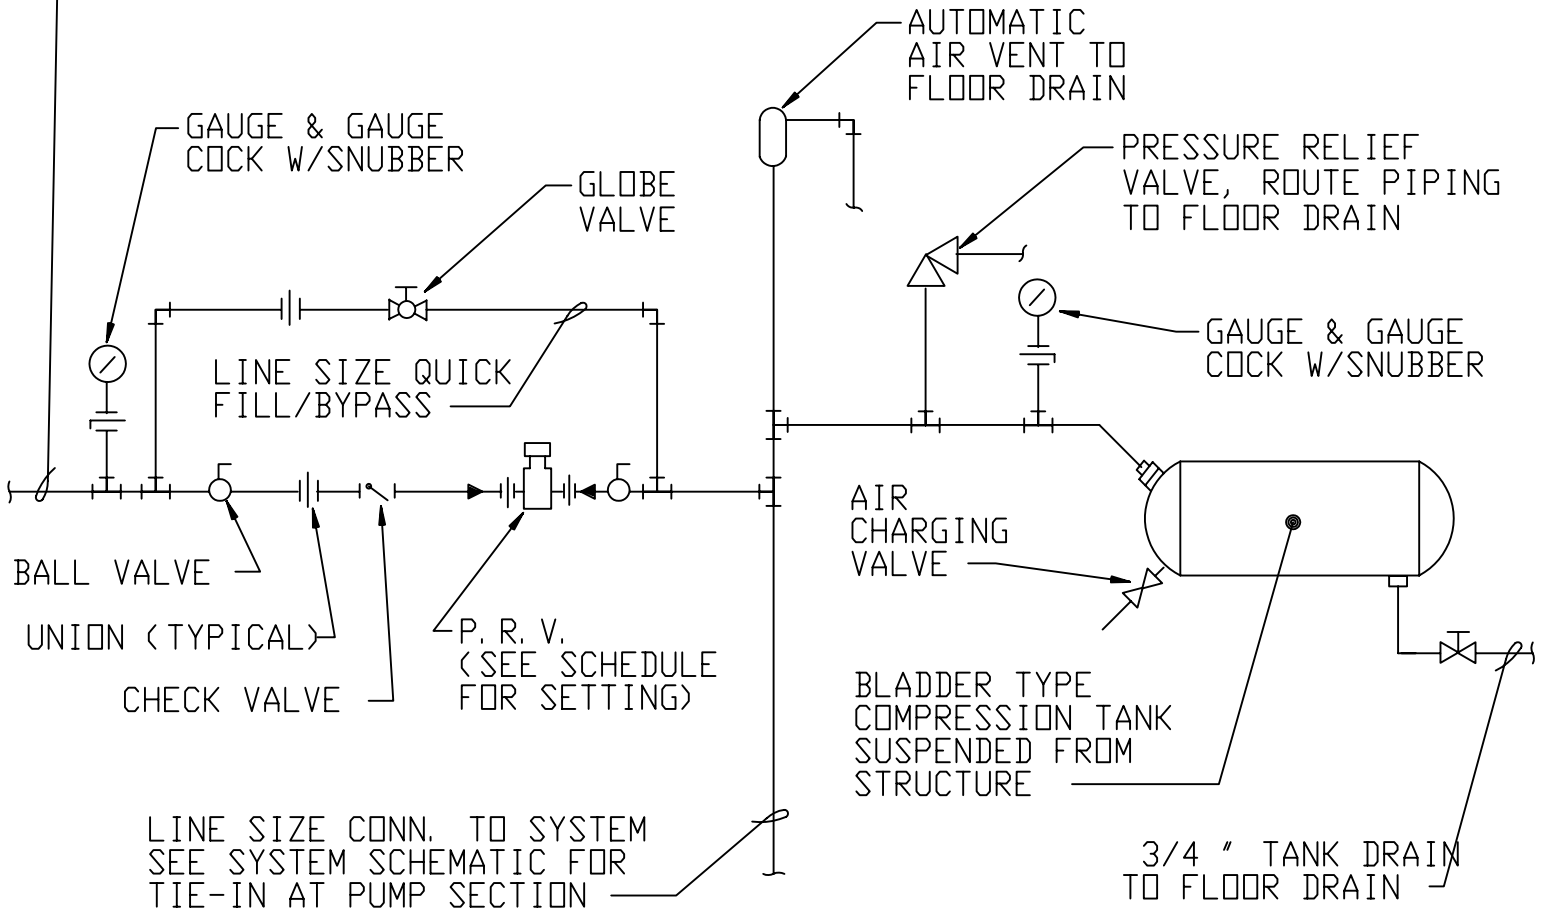 AUTOMATIC
AIR VENT TO
FLOOR DRAIN
GAUGE & GAUGE
COCK W/SNUBBER
GLOBE
VALVE
PRESSURE RELIEF
VALVE, ROUTE PIPING
TO FLOOR DRAIN
GAUGE & GAUGE
COCK W/SNUBBER
LINE SIZE QUICK
FILL/BYPASS
AIR
CHARGING
VALVE
BALL VALVE
UNION (TYPICAL)
CHECK VALVE
P. R. V.
(SEE SCHEDULE
FOR SETTING)
BLADDER TYPE
COMPRESSION TANK
SUSPENDED FROM
STRUCTURE
LINE SIZE CONN. TO SYSTEM
SEE SYSTEM SCHEMATIC FOR
TIE-IN AT PUMP SECTION
3/4 " TANK DRAIN
TO FLOOR DRAIN